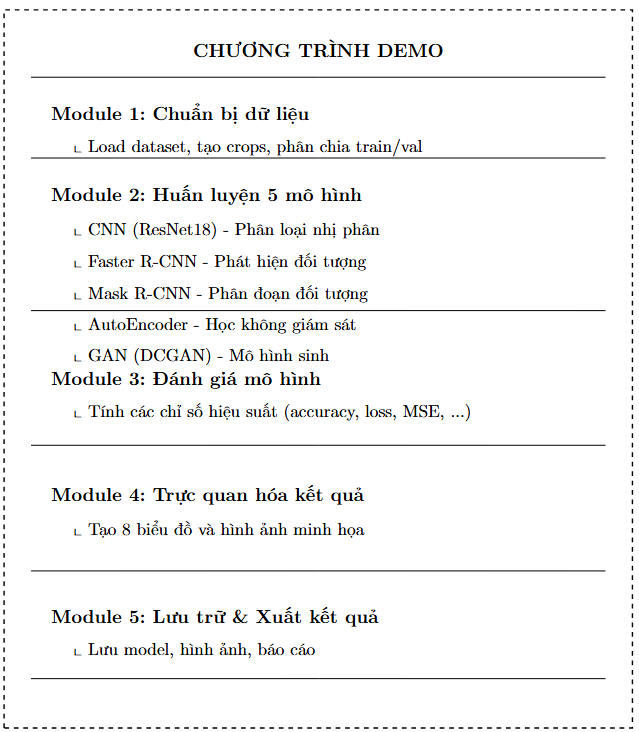 CHƯƠNG TRÌNH DEMO
Module 1: Chuẩn bị dữ liệu
Load dataset, tạo crops, phân chia train/val
Module 2: Huấn luyện 5 mô hình
CNN (ResNet18) - Phân loại nhị phân
Faster R-CNN - Phát hiện đối tượng
Mask R-CNN - Phân đoạn đối tượng
AutoEncoder - Học không giám sát
GAN (DCGAN) - Mô hình sinh
Module 3: Đánh giá mô hình
Tính các chỉ số hiệu suất (accuracy, loss, MSE, ...)
Module 4: Trực quan hóa kết quả
Tạo 8 biểu đồ và hình ảnh minh họa
Module 5: Lưu trữ & Xuất kết quả
Lưu model, hình ảnh, báo cáo